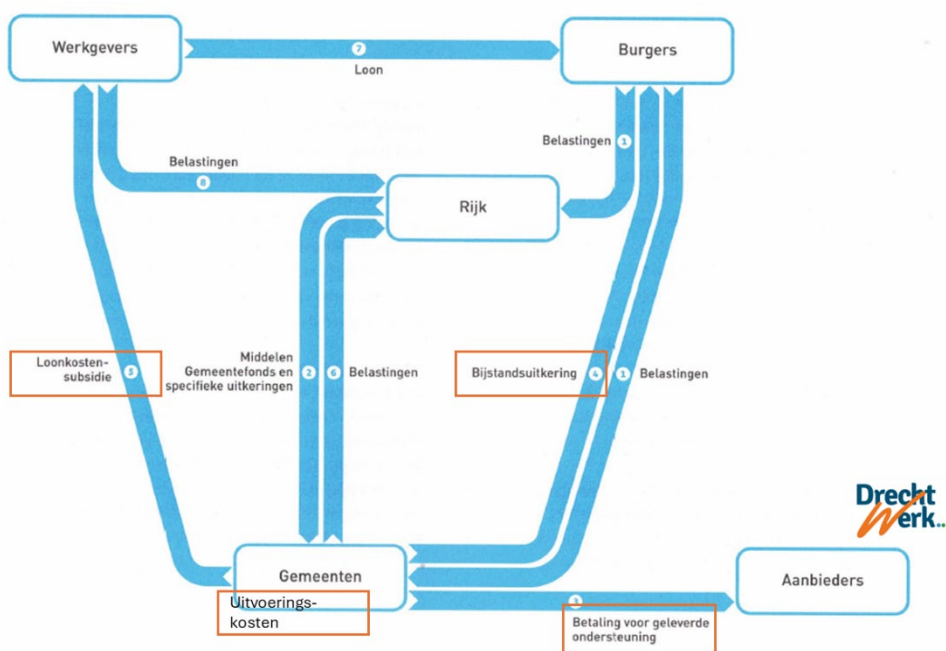 Werkgevers
7
Loon
Burgers
Belastingen
8
Belastingen
1
Rijk
Loonkosten-
subsidie
5
Middelen
Gemeentefonds en
specifieke uitkeringen
2
6
Belastingen
Bijstandsuitkering
4
1
Belastingen
Drecht
Werk..
Gemeenten
Uitvoerings-
kosten
3
Betaling voor geleverde
ondersteuning
Aanbieders